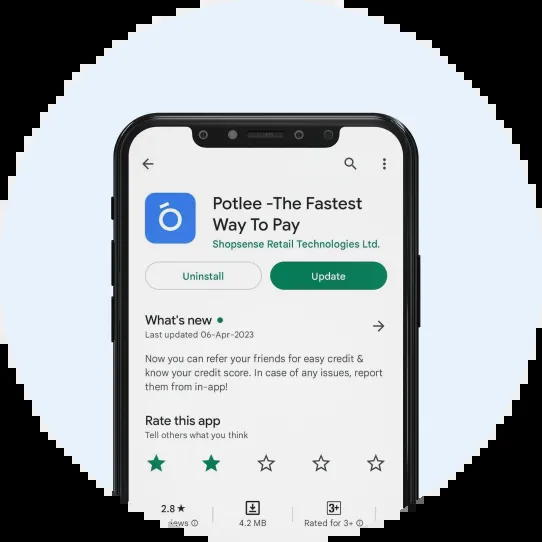 Potlee -The Fastest
Way To Pay
Shopsense Retail Technologies Ltd.
Uninstall
Update
What's new
Last updated 06-Apr-2023
Now you can refer your friends for easy credit &
know your credit score. In case of any issues, report
them from in-app!
Rate this app
Tell others what you think
2.8★
4.2 MB
3+
Rated for 3+